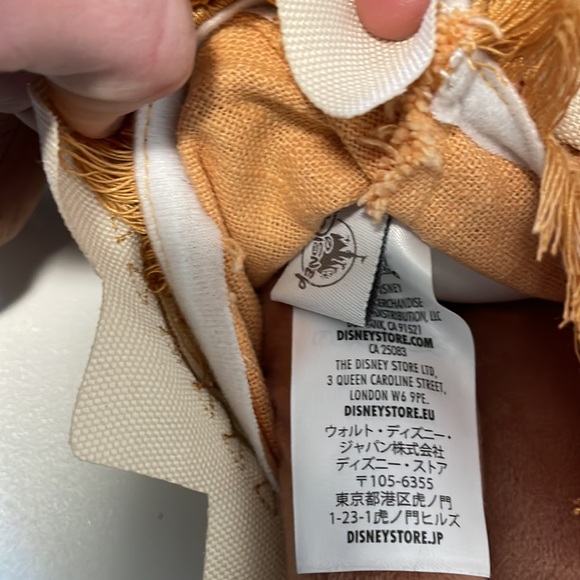 DISNEY
MERCHANDISE
DISTRIBUTION, LLC
CA 91521
DISNEYSTORE.COM
CA 25083
THE DISNEY STORE LTD,
3 QUEEN CAROLINE STREET,
LONDON W6 9PE.
DISNEYSTORE.EU
ウォルト・ディズニー・
ジャパン株式会社
ディズニー・ストア
〒105-6355
東京都港区虎ノ門
1-23-1虎ノ門ヒルズ
DISNEYSTORE.JP